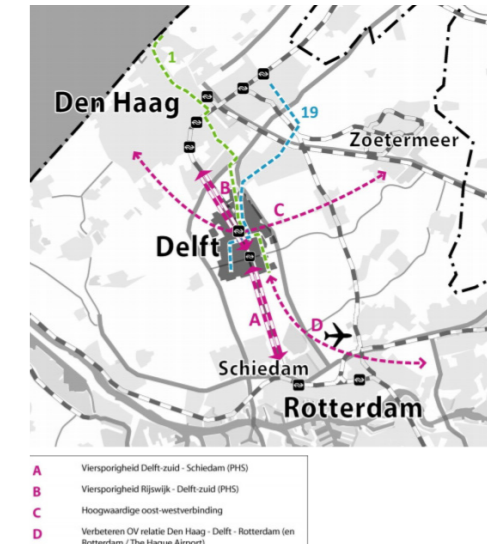 1
Den Haag
19
Zoetermeer
B
C
Delft
A
D
Schiedam
Rotterdam
A Viersporigheid Delft-zuid - Schiedam (PHS)
B Viersporigheid Rijswijk - Delft-zuid (PHS)
C Hoogwaardige oost-westverbinding
D Verbeteren OV relatie Den Haag - Delft - Rotterdam (en
Rotterdam / The Hague Airport)